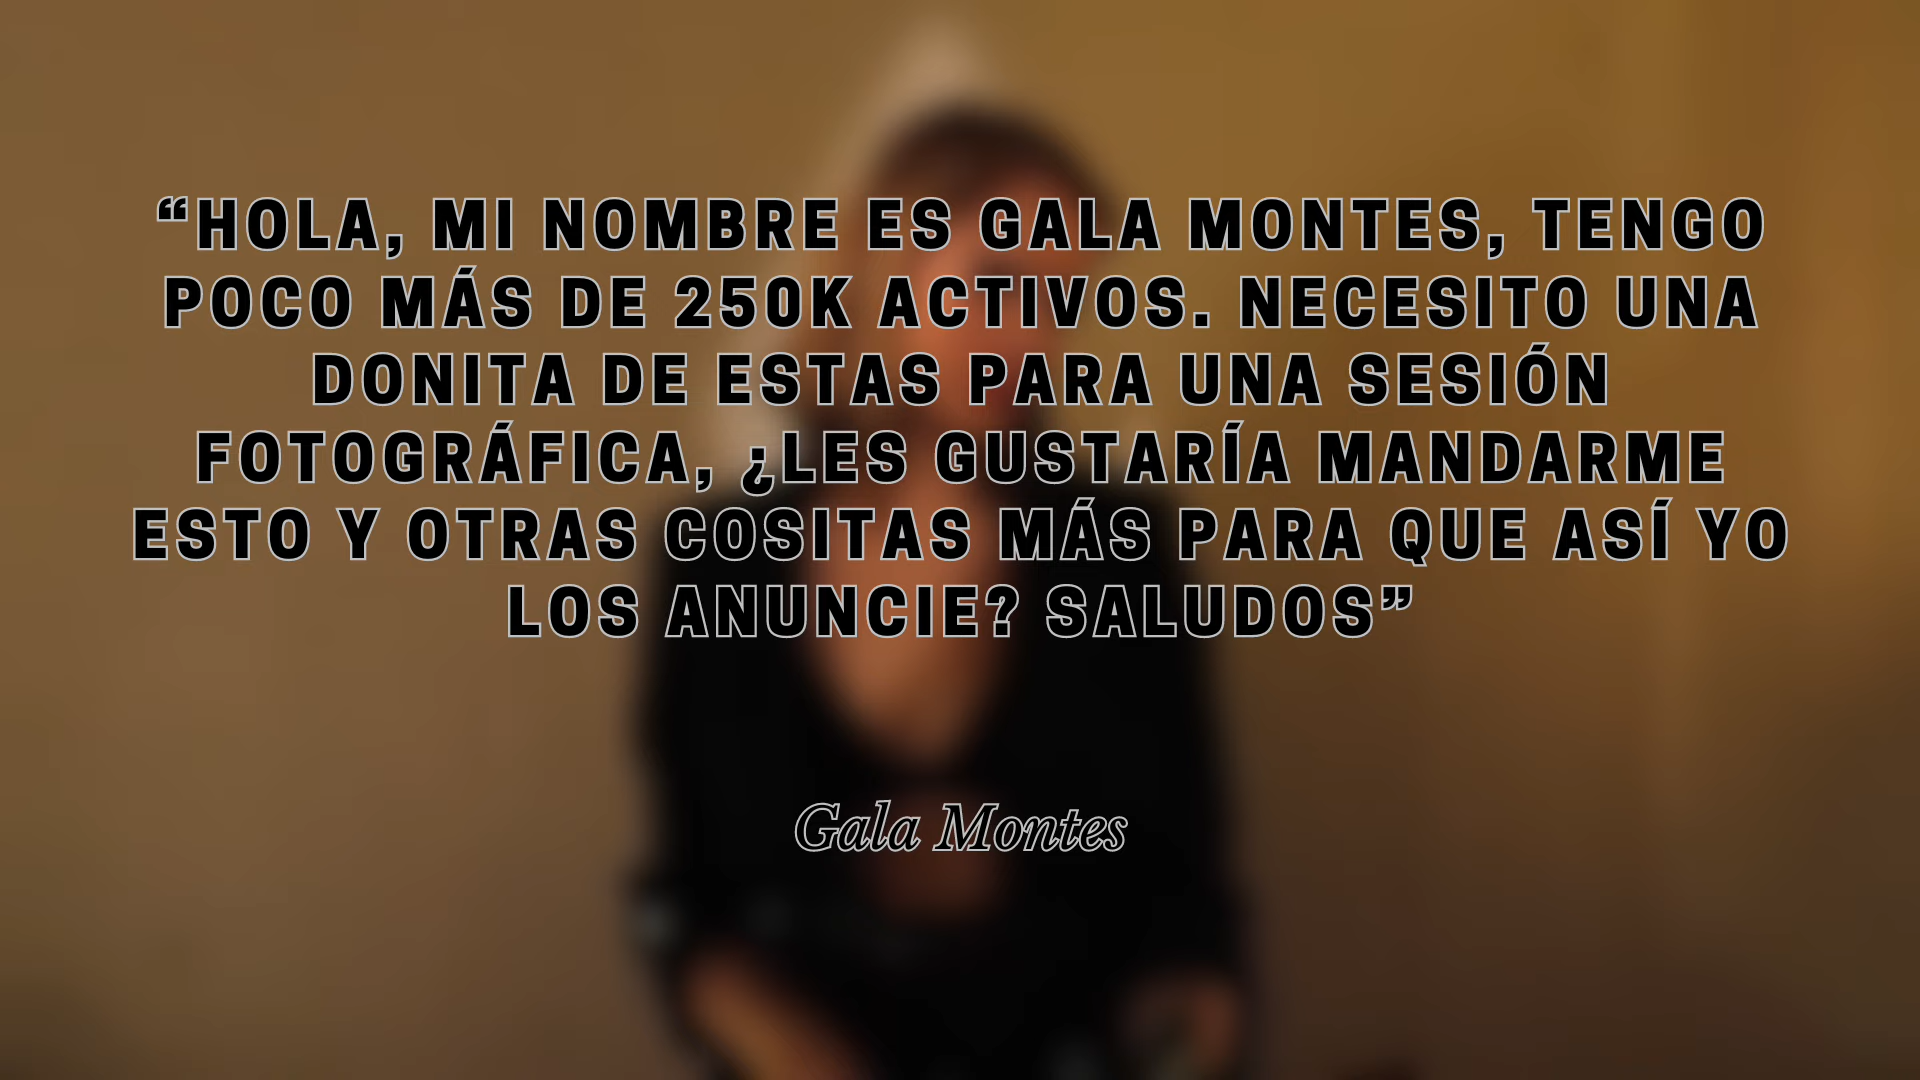 “HOLA, MI NOMBRE ES GALA MONTES, TENGO
POCO MÁS DE 250K ACTIVOS. NECESITO UNA
DONITA DE ESTAS PARA UNA SESIÓN
FOTOGRÁFICA, ¿LES GUSTARÍA MANDARME
ESTO Y OTRAS COSITAS MÁS PARA QUE ASÍ YO
LOS ANUNCIE? SALUDOS”
Gala Montes